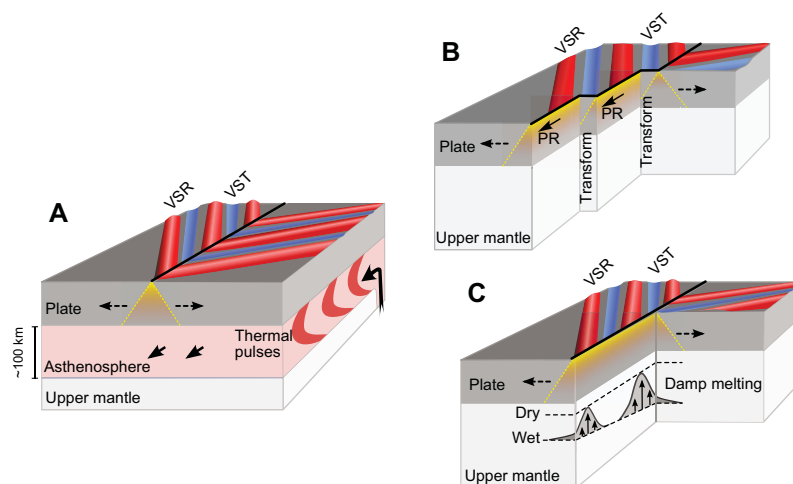 A
VSR
VST
Plate
Thermal
pulses
~100 km
Asthenosphere
Upper mantle
B
VSR
VST
PR
PR
Plate
Transform
Transform
Upper mantle
C
VSR
VST
Plate
Damp melting
Dry
Wet
Upper mantle